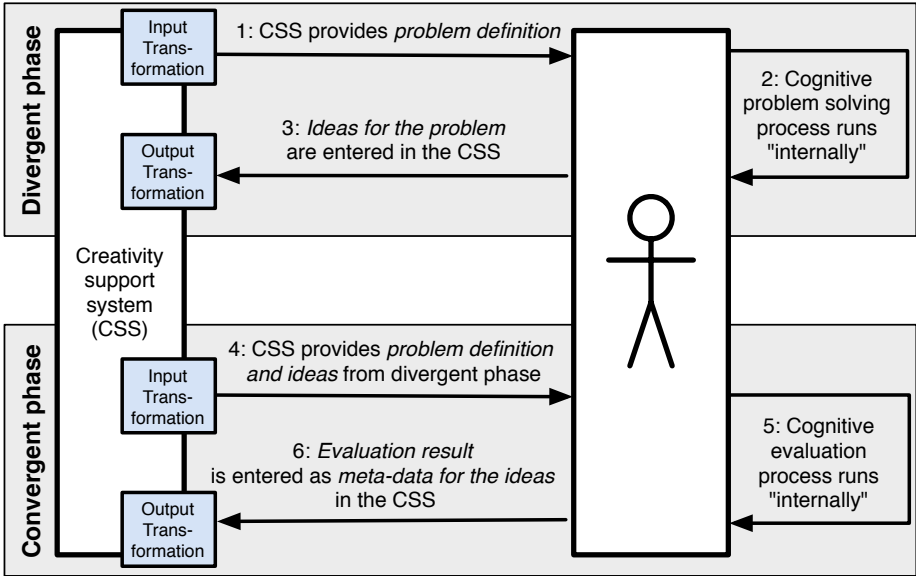 Divergent phase
Input
Trans-
formation
1: CSS provides problem definition
2: Cognitive
problem solving
process runs
"internally"
Output
Trans-
formation
3: Ideas for the problem
are entered in the CSS
Creativity
support
system
(CSS)
Convergent phase
Input
Trans-
formation
4: CSS provides problem definition
and ideas from divergent phase
5: Cognitive
evaluation
process runs
"internally"
Output
Trans-
formation
6: Evaluation result
is entered as meta-data for the ideas
in the CSS